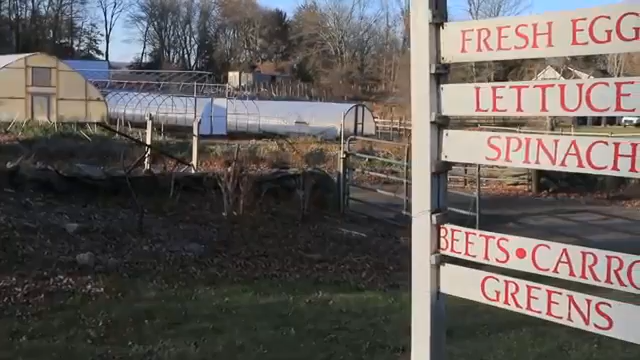 FRESH EGG
LETTUCE
SPINACH
BEETS • CARRO
GREENS